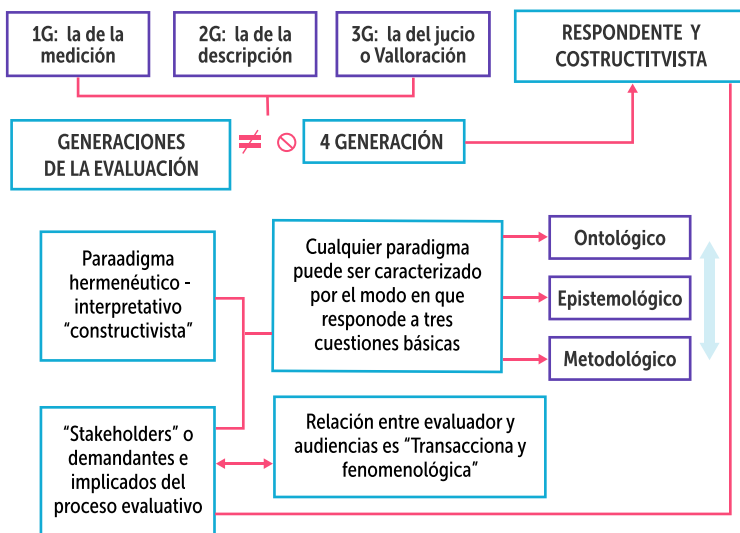 1G: la de la
medición
2G: la de la
descripción
3G: la del jucio
o Valloración
RESPONDENTE Y
COSTRUCTITVISTA
GENERACIONES
DE LA EVALUACIÓN
≠
4 GENERACIÓN
Paraadigma
hermenéutico -
interpretativo
“constructivista”
Cualquier paradigma
puede ser caracterizado
por el modo en que
responode a tres
cuestiones básicas
Ontológico
Epistemológico
Metodológico
“Stakeholders” o
demandantes e
implicados del
proceso evaluativo
Relación entre evaluador y
audiencias es “Transacciona y
fenomenológica”